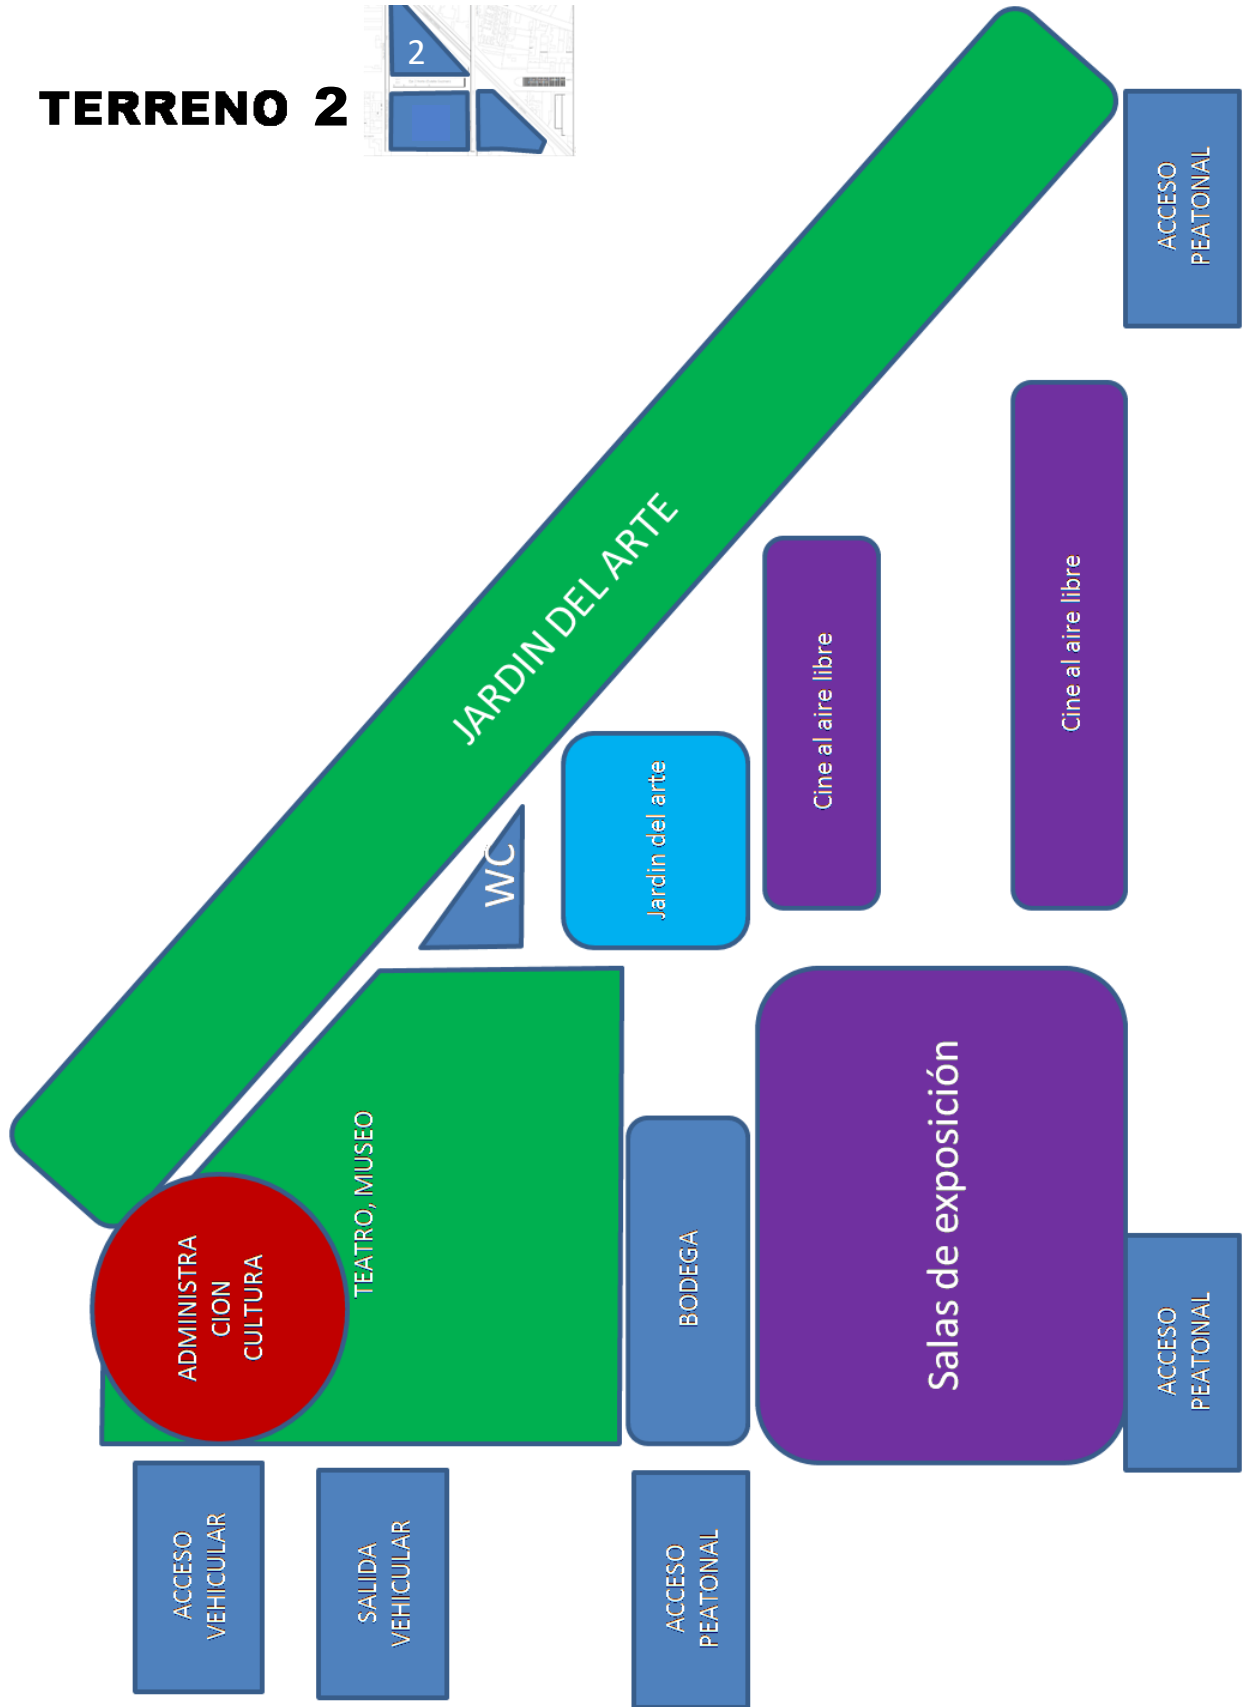 TERRENO 2
2
ACCESO
PEATONAL
JARDIN DEL ARTE
Cine al aire libre
Cine al aire libre
Jardin del arte
WC
TEATRO, MUSEO
ADMINISTRA
CION
CULTURA
BODEGA
Salas de exposición
ACCESO
PEATONAL
ACCESO
VEHICULAR
SALIDA
VEHICULAR
ACCESO
PEATONAL